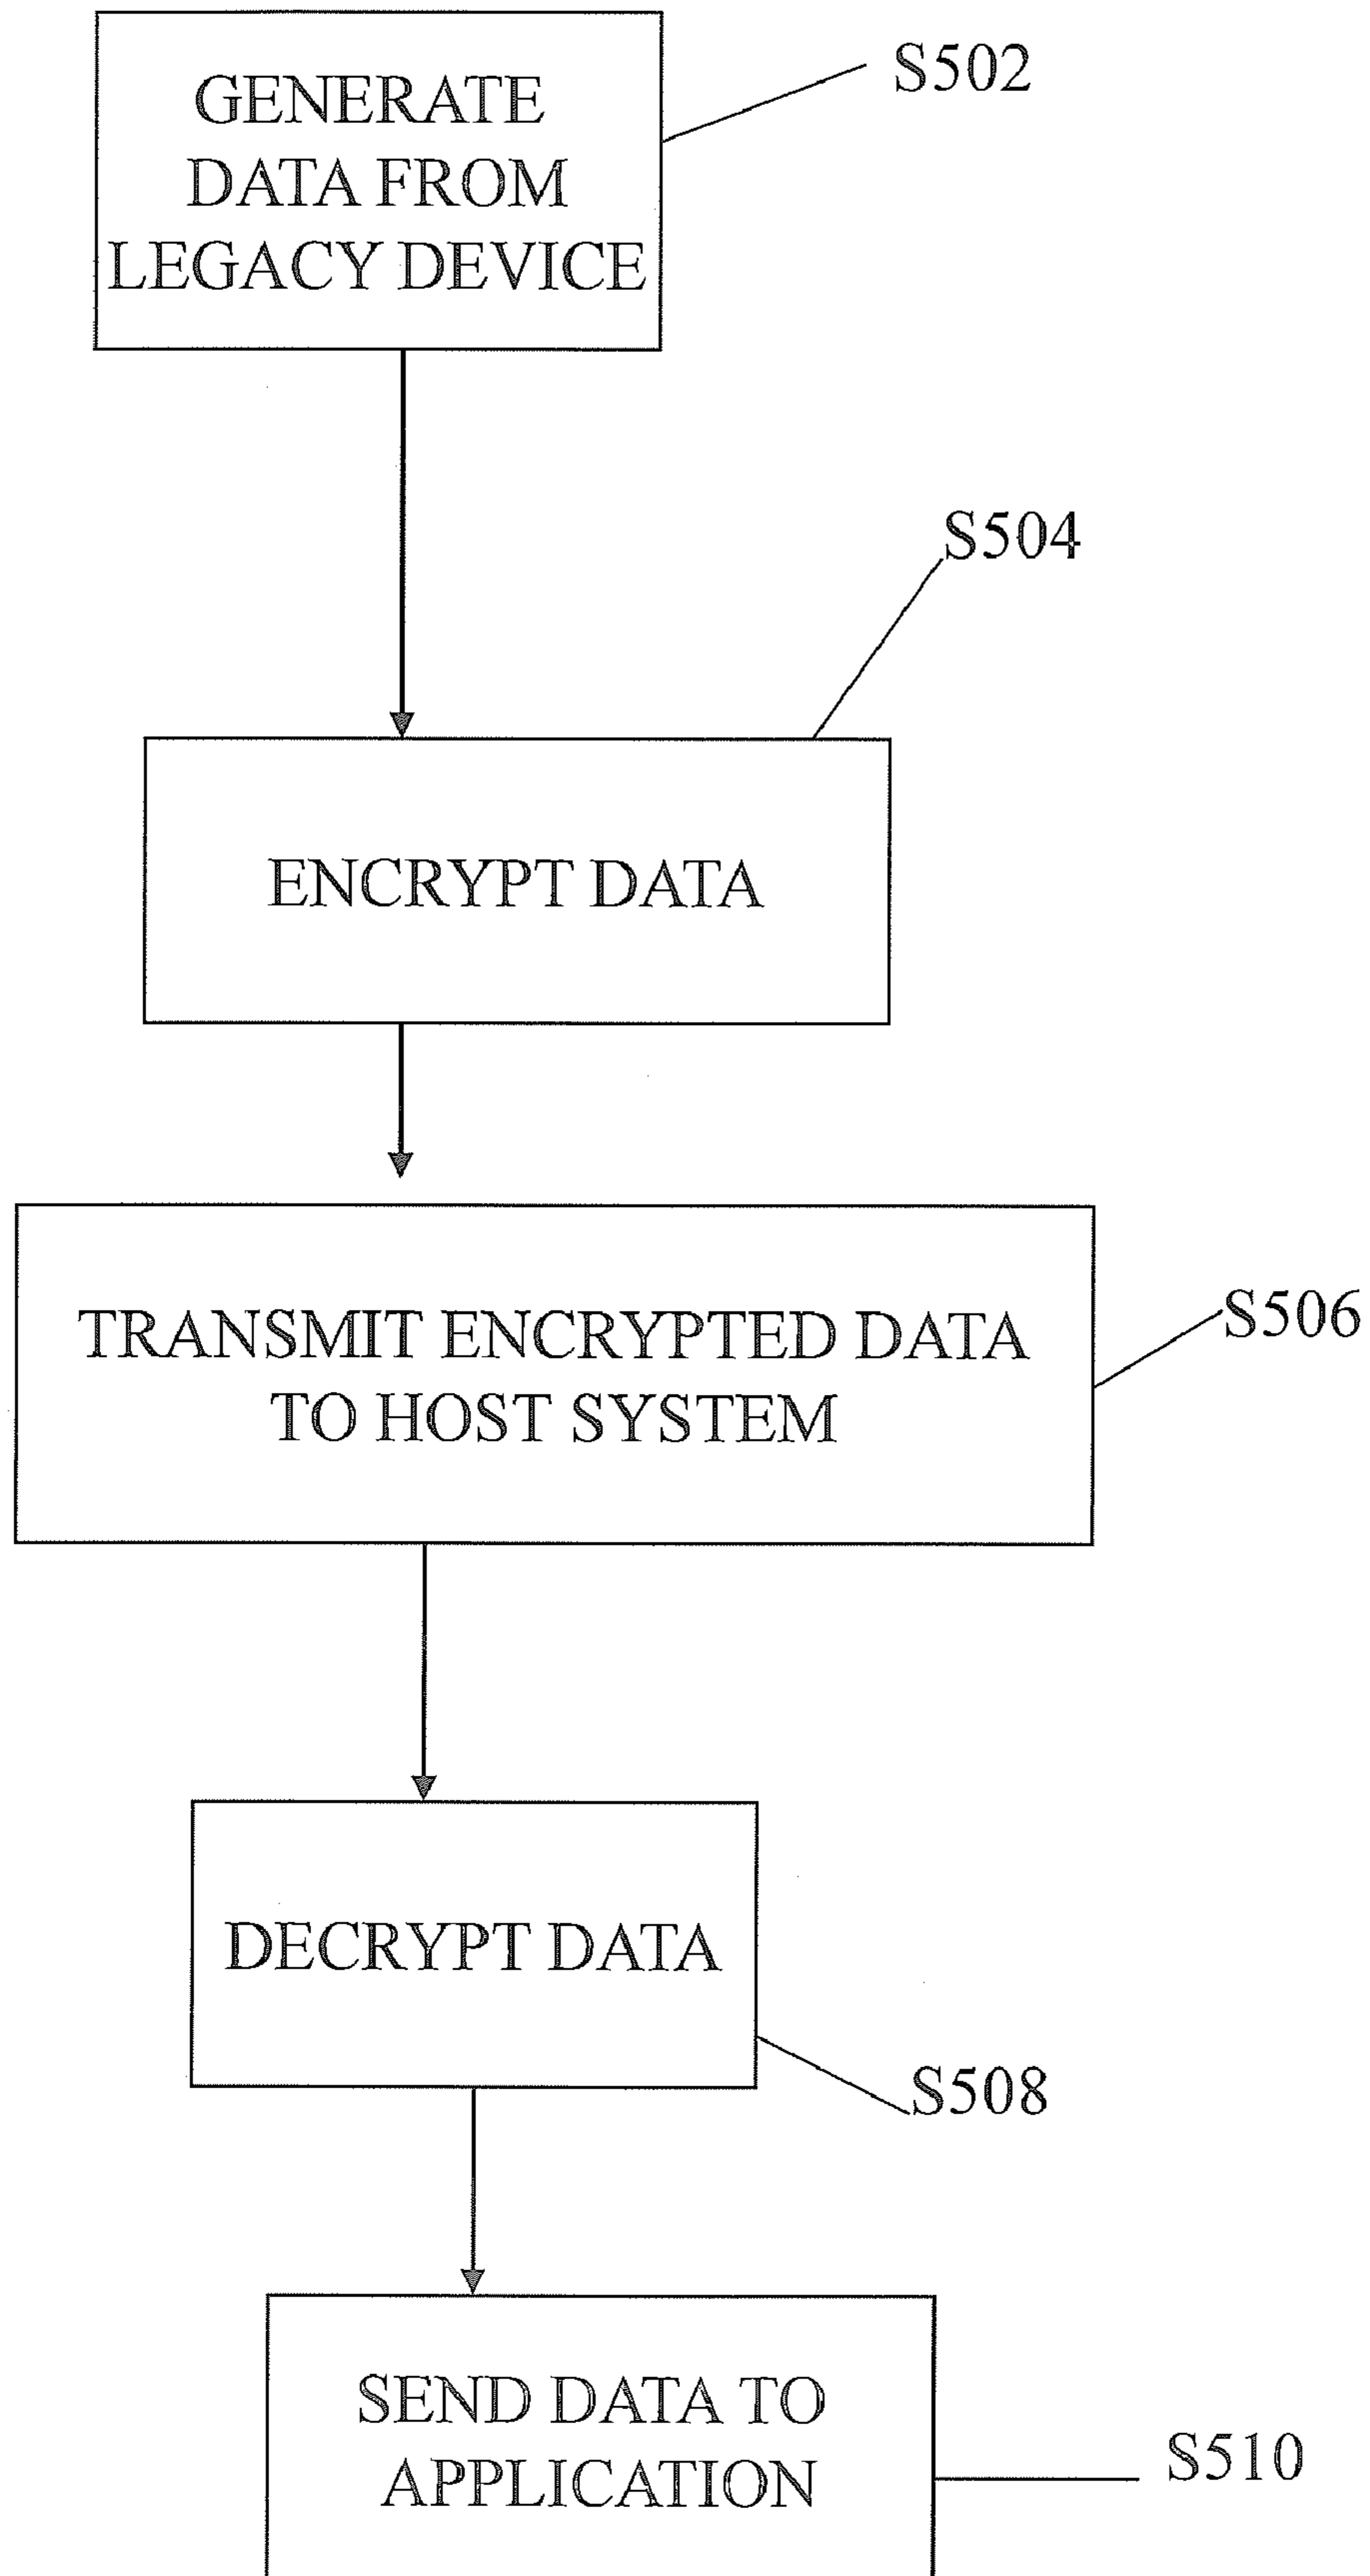 GENERATE
DATA FROM
LEGACY DEVICE
S502
S504
ENCRYPT DATA
TRANSMIT ENCRYPTED DATA
TO HOST SYSTEM
S506
DECRYPT DATA
S508
SEND DATA TO
APPLICATION
S510